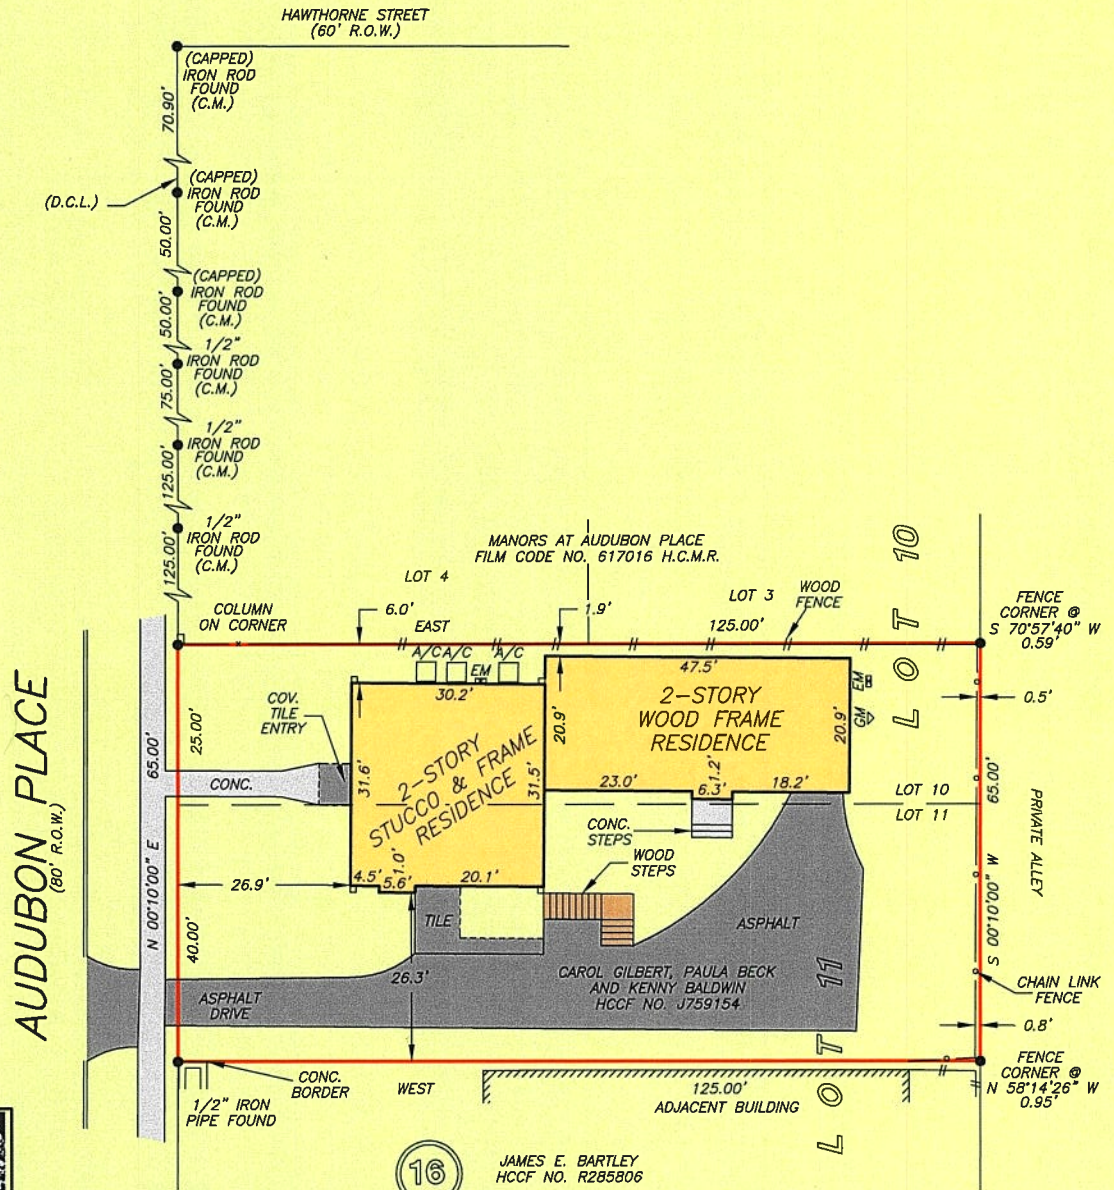 HAWTHORNE STREET
(60' R.O.W.)
(CAPPED)
IRON ROD
FOUND
(C.M.)
70.90'
(D.C.L.)
(CAPPED)
IRON ROD
FOUND
(C.M.)
50.00'
(CAPPED)
IRON ROD
FOUND
(C.M.)
50.00'
1/2"
IRON ROD
FOUND
(C.M.)
75.00'
1/2"
IRON ROD
FOUND
(C.M.)
125.00'
1/2"
IRON ROD
FOUND
(C.M.)
125.00'
MANORS AT AUDUBON PLACE
FILM CODE NO. 617016 H.C.M.R.
LOT 4
LOT 3
WOOD
FENCE
COLUMN
ON CORNER
6.0'
EAST
1.9'
125.00'
FENCE
CORNER @
S 70°57'40" W
0.59'
LOT 10
A/C
A/C
A/C
EM
30.2'
47.5'
EM
GM
0.5'
COV.
TILE
ENTRY
25.00'
65.00'
2-STORY
WOOD FRAME
RESIDENCE
20.9'
20.9'
2-STORY
STUCCO & FRAME
RESIDENCE
31.6'
31.5'
23.0'
6.3'
1.2'
18.2'
CONC.
LOT 10
LOT 11
65.00'
PRIVATE ALLEY
CONC.
STEPS
WOOD
STEPS
AUDUBON PLACE
(80' R.O.W.)
N 00°10'00" E
S 00°10'00" W
26.9'
4.5'
5.6'
1.0'
20.1'
40.00'
TILE
ASPHALT
26.3'
CAROL GILBERT, PAULA BECK
AND KENNY BALDWIN
HCCF NO. J759154
ASPHALT
DRIVE
LOT 11
CHAIN LINK
FENCE
0.8'
CONC.
BORDER
WEST
125.00'
ADJACENT BUILDING
FENCE
CORNER @
N 58°14'26" W
0.95'
1/2" IRON
PIPE FOUND
16
JAMES E. BARTLEY
HCCF NO. R285806